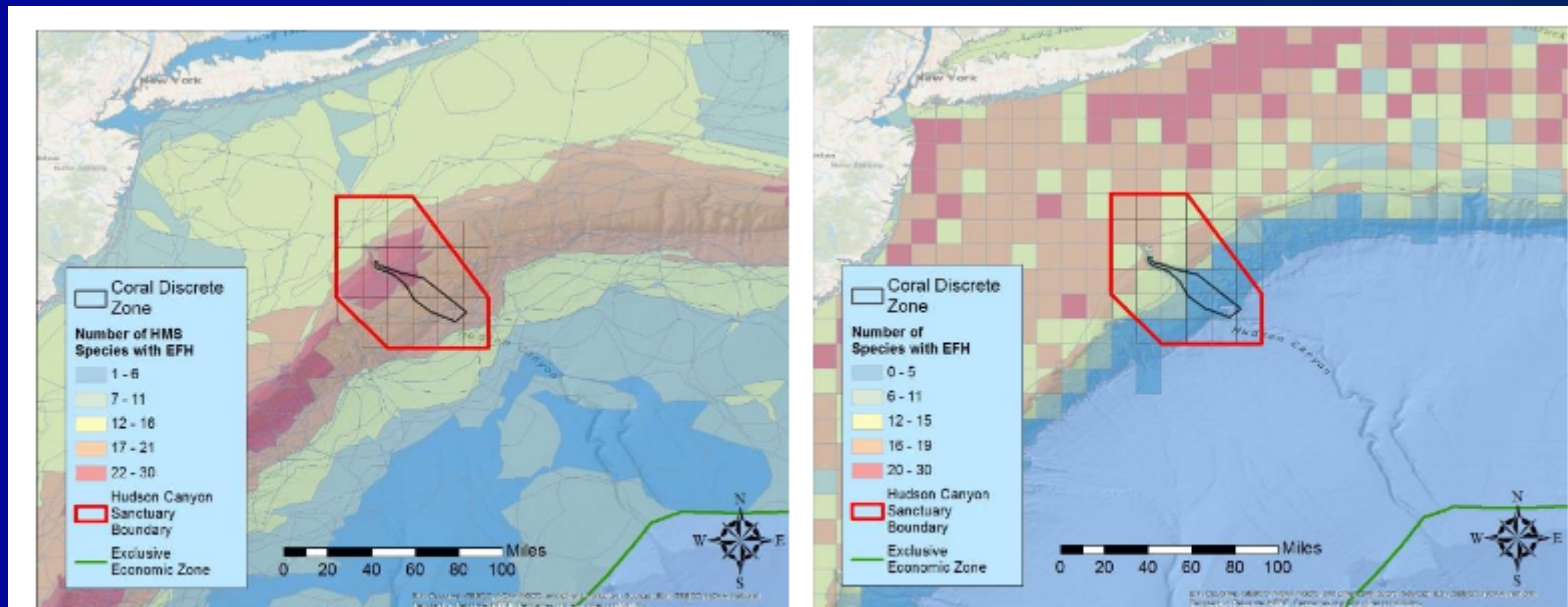 New York
Coral Discrete
Zone
Number of HMS
Species with EFH
1 - 6
7 - 11
12 - 16
17 - 21
22 - 30
Hudson Canyon
Sanctuary
Boundary
Exclusive
Economic Zone
Canyon
Miles
0 20 40 60 80 100
N
W E
S
New York
Coral Discrete
Zone
Number of
Species with EFH
0 - 5
6 - 11
12 - 15
16 - 19
20 - 30
Hudson Canyon
Sanctuary
Boundary
Exclusive
Economic Zone
Hudson Canyon
Miles
0 20 40 60 80 100
N
W E
S